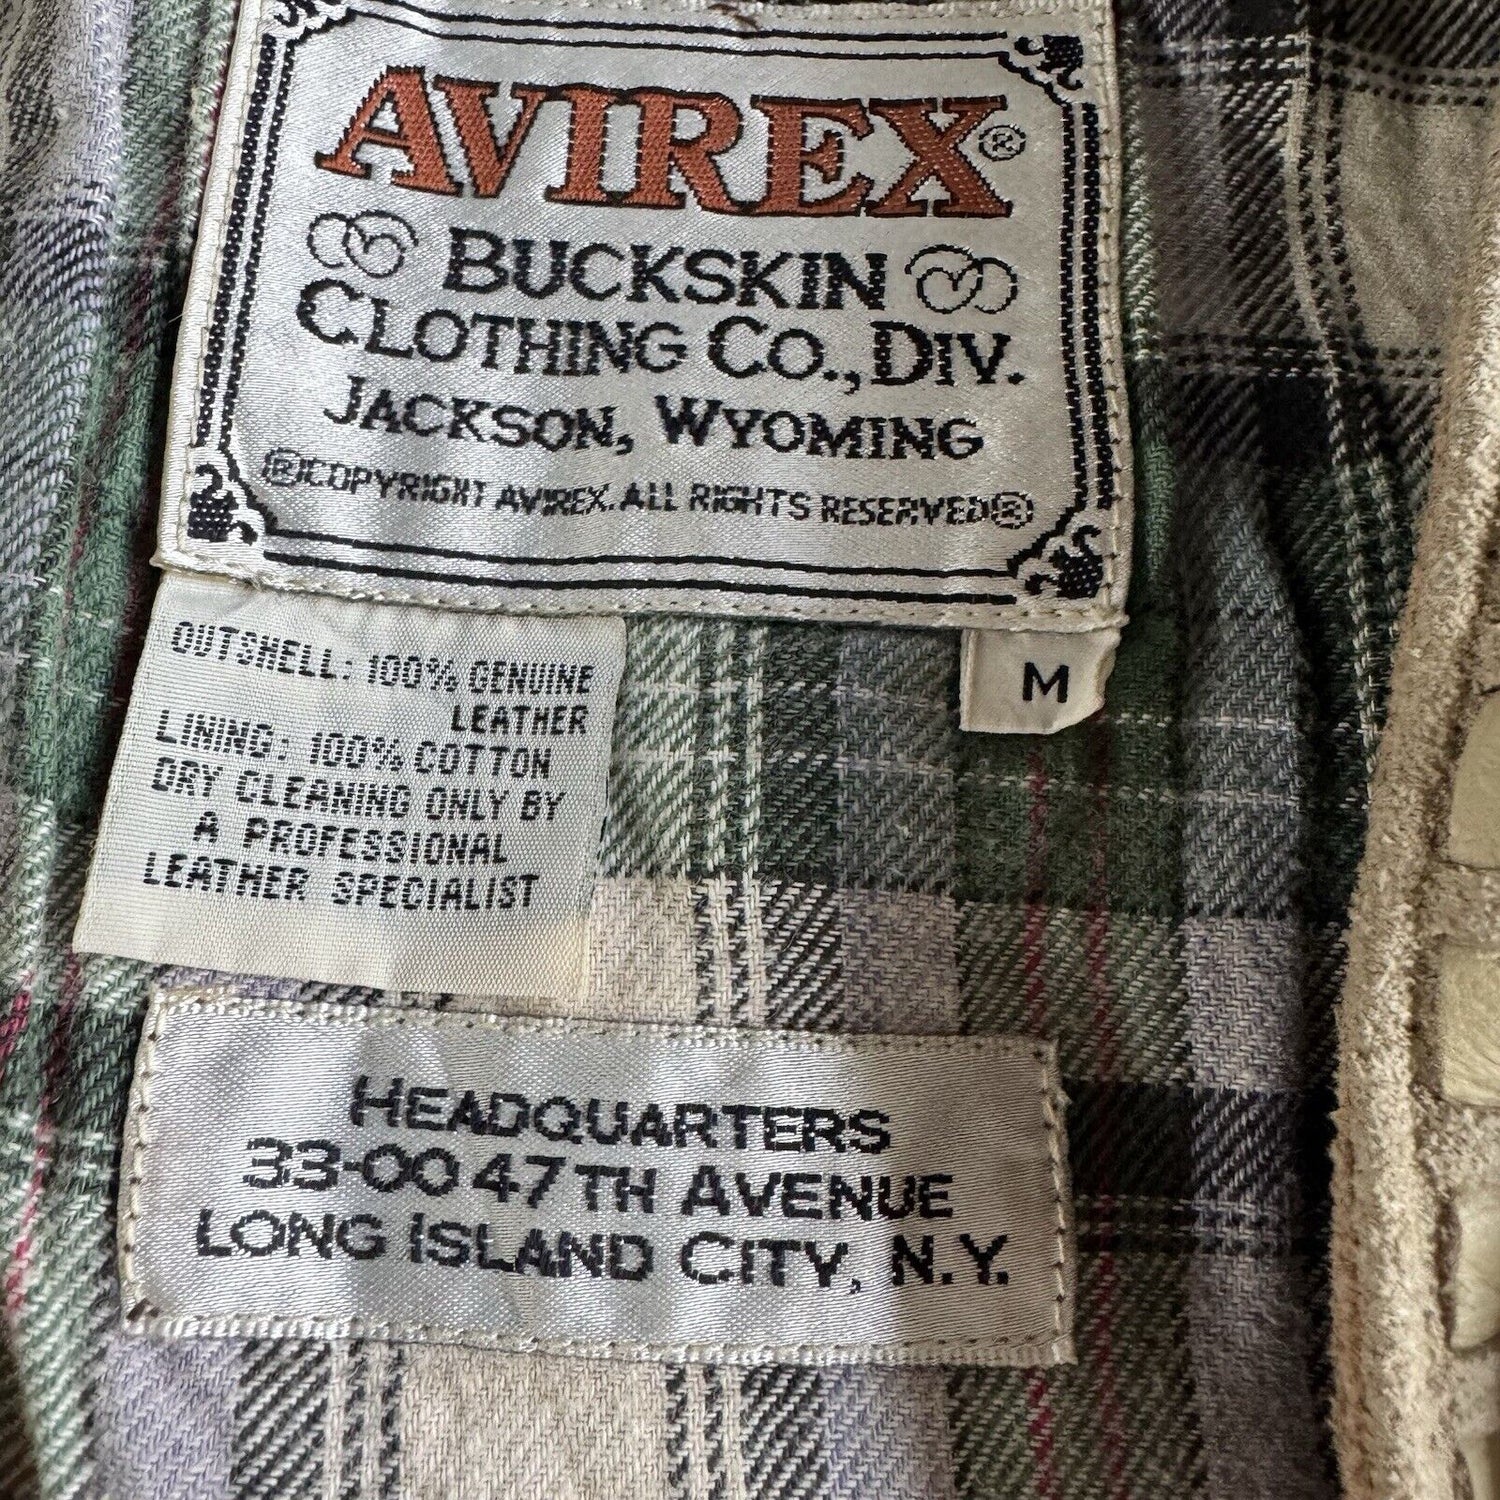 AVIREX®
BUCKSKIN
CLOTHING CO., DIV.
JACKSON, WYOMING
®COPYRIGHT AVIREX. ALL RIGHTS RESERVED®
M
OUTSHELL: 100% GENUINE
LEATHER
LINING: 100% COTTON
DRY CLEANING ONLY BY
A PROFESSIONAL
LEATHER SPECIALIST
HEADQUARTERS
33-00 47TH AVENUE
LONG ISLAND CITY, N.Y.